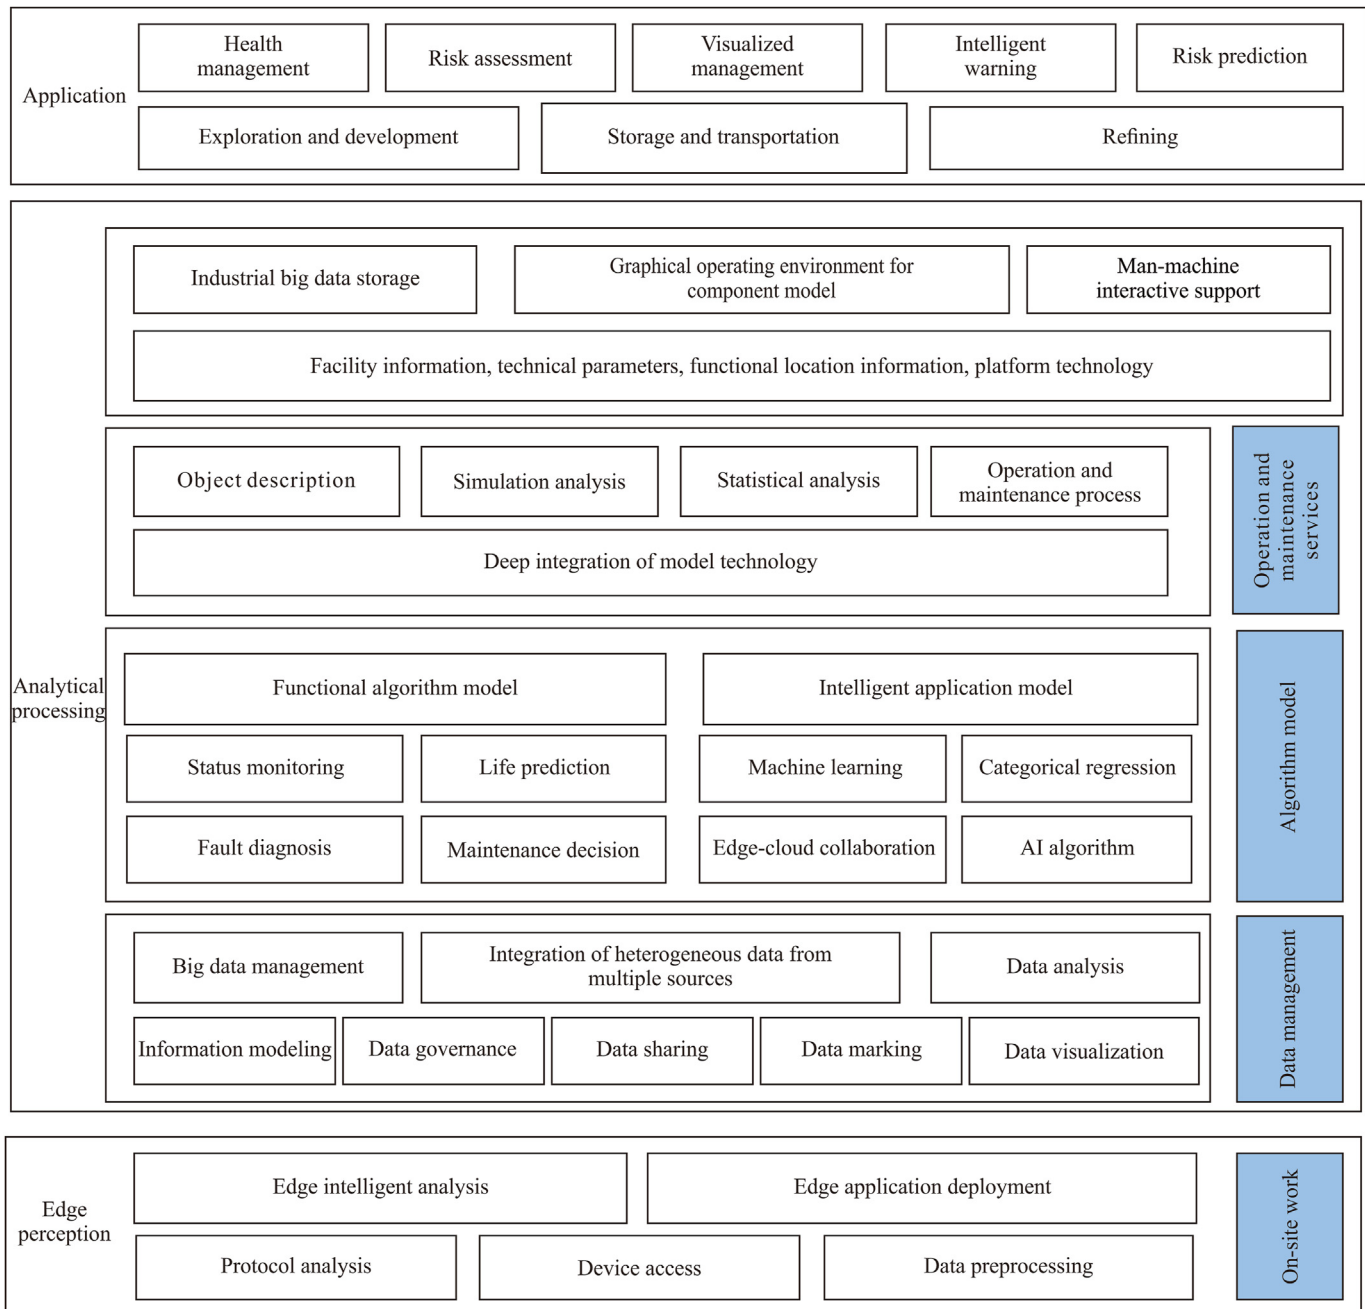 Application
Health
management
Risk assessment
Visualized
management
Intelligent
warning
Risk prediction
Exploration and development
Storage and transportation
Refining
Analytical
processing
Industrial big data storage
Graphical operating environment for
component model
Man-machine
interactive support
Facility information, technical parameters, functional location information, platform technology
Object description
Simulation analysis
Statistical analysis
Operation and
maintenance process
Deep integration of model technology
Operation and
maintenance
services
Functional algorithm model
Intelligent application model
Status monitoring
Life prediction
Machine learning
Categorical regression
Fault diagnosis
Maintenance decision
Edge-cloud collaboration
AI algorithm
Algorithm model
Big data management
Integration of heterogeneous data from
multiple sources
Data analysis
Information modeling
Data governance
Data sharing
Data marking
Data visualization
Data management
Edge
perception
Edge intelligent analysis
Edge application deployment
Protocol analysis
Device access
Data preprocessing
On-site work